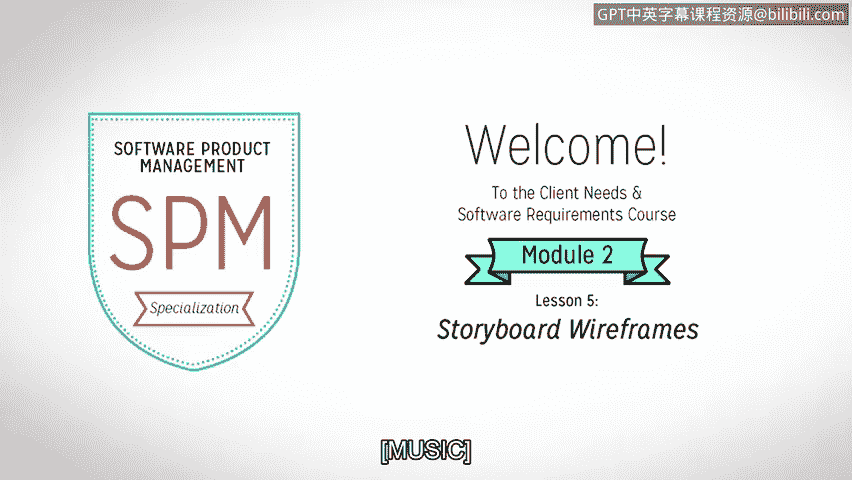 GPT中英字幕课程资源@bilibili.com
SOFTWARE PRODUCT
MANAGEMENT
SPM
Specialization
Welcome!
To the Client Needs &
Software Requirements Course
Module 2
Lesson 5:
Storyboard Wireframes
[MUSIC]